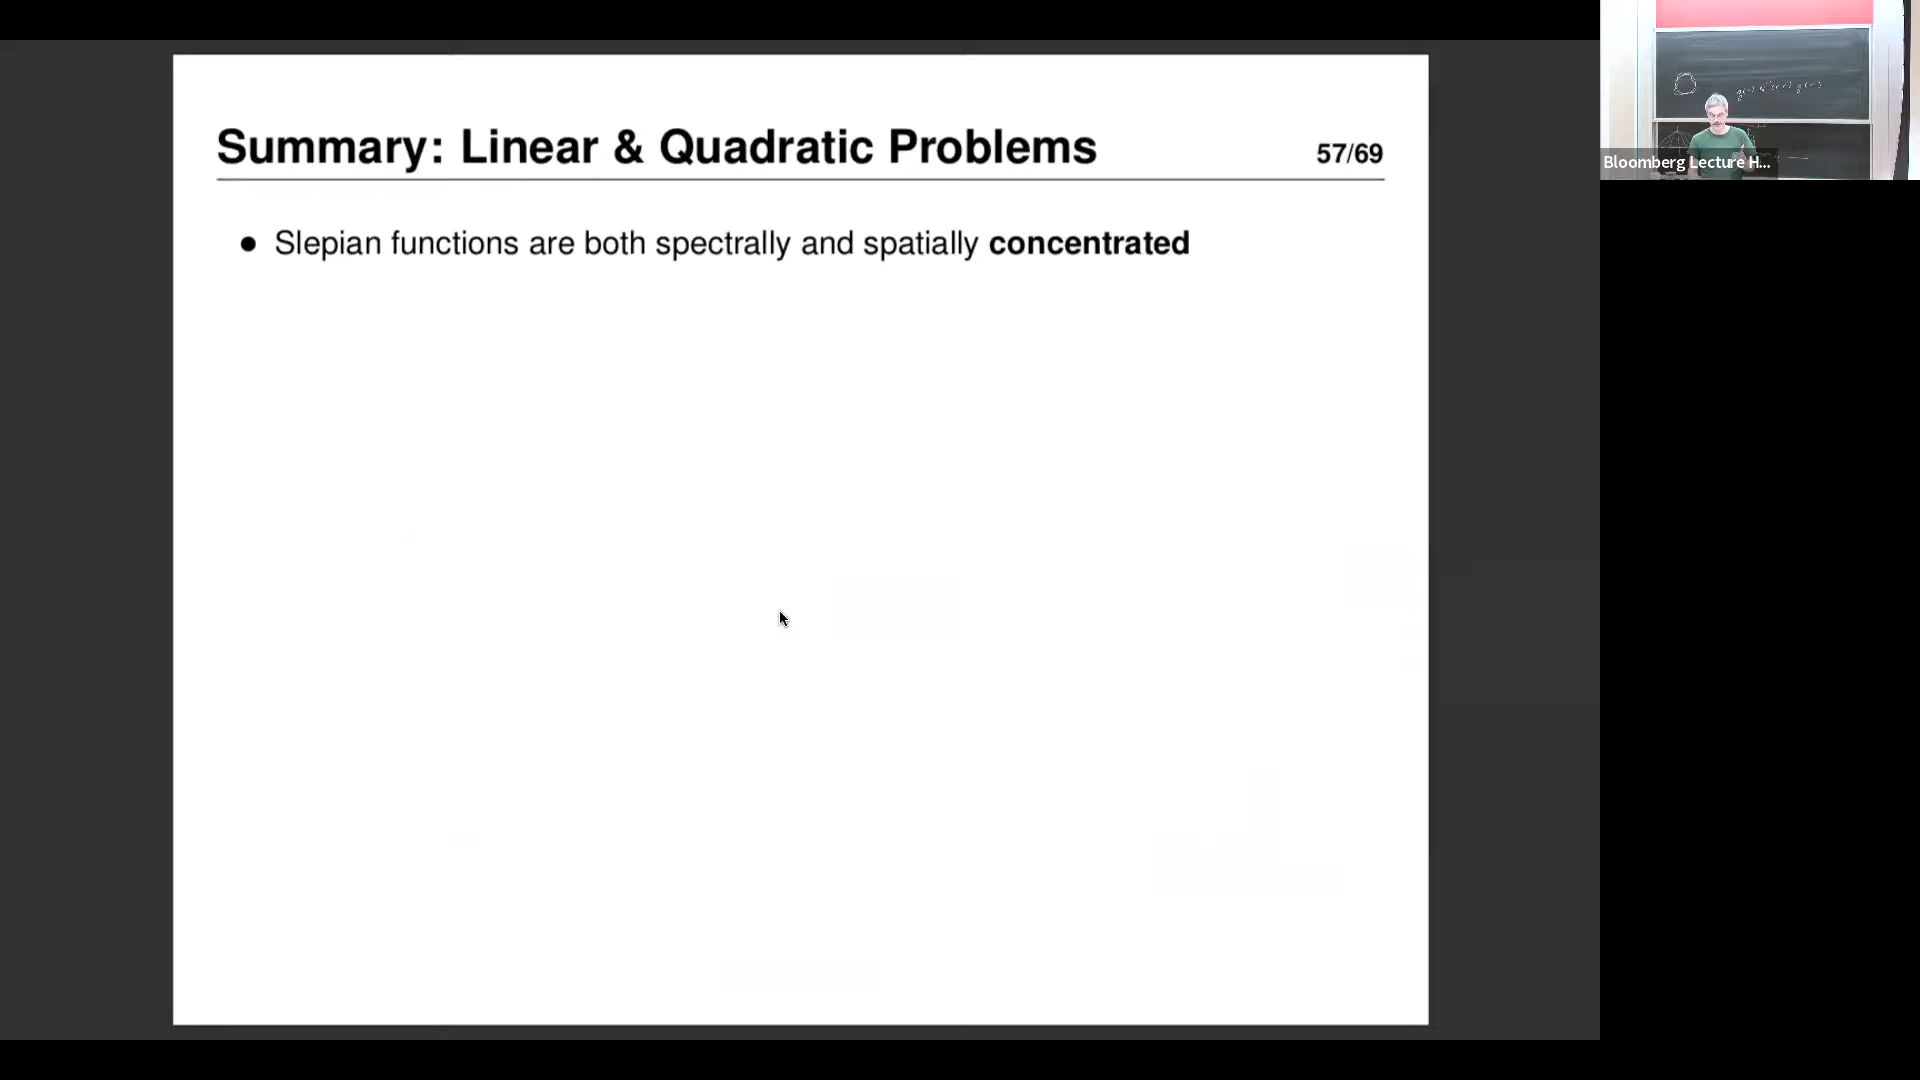 Summary: Linear & Quadratic Problems
57/69
● Slepian functions are both spectrally and spatially concentrated
Bloomberg Lecture H...